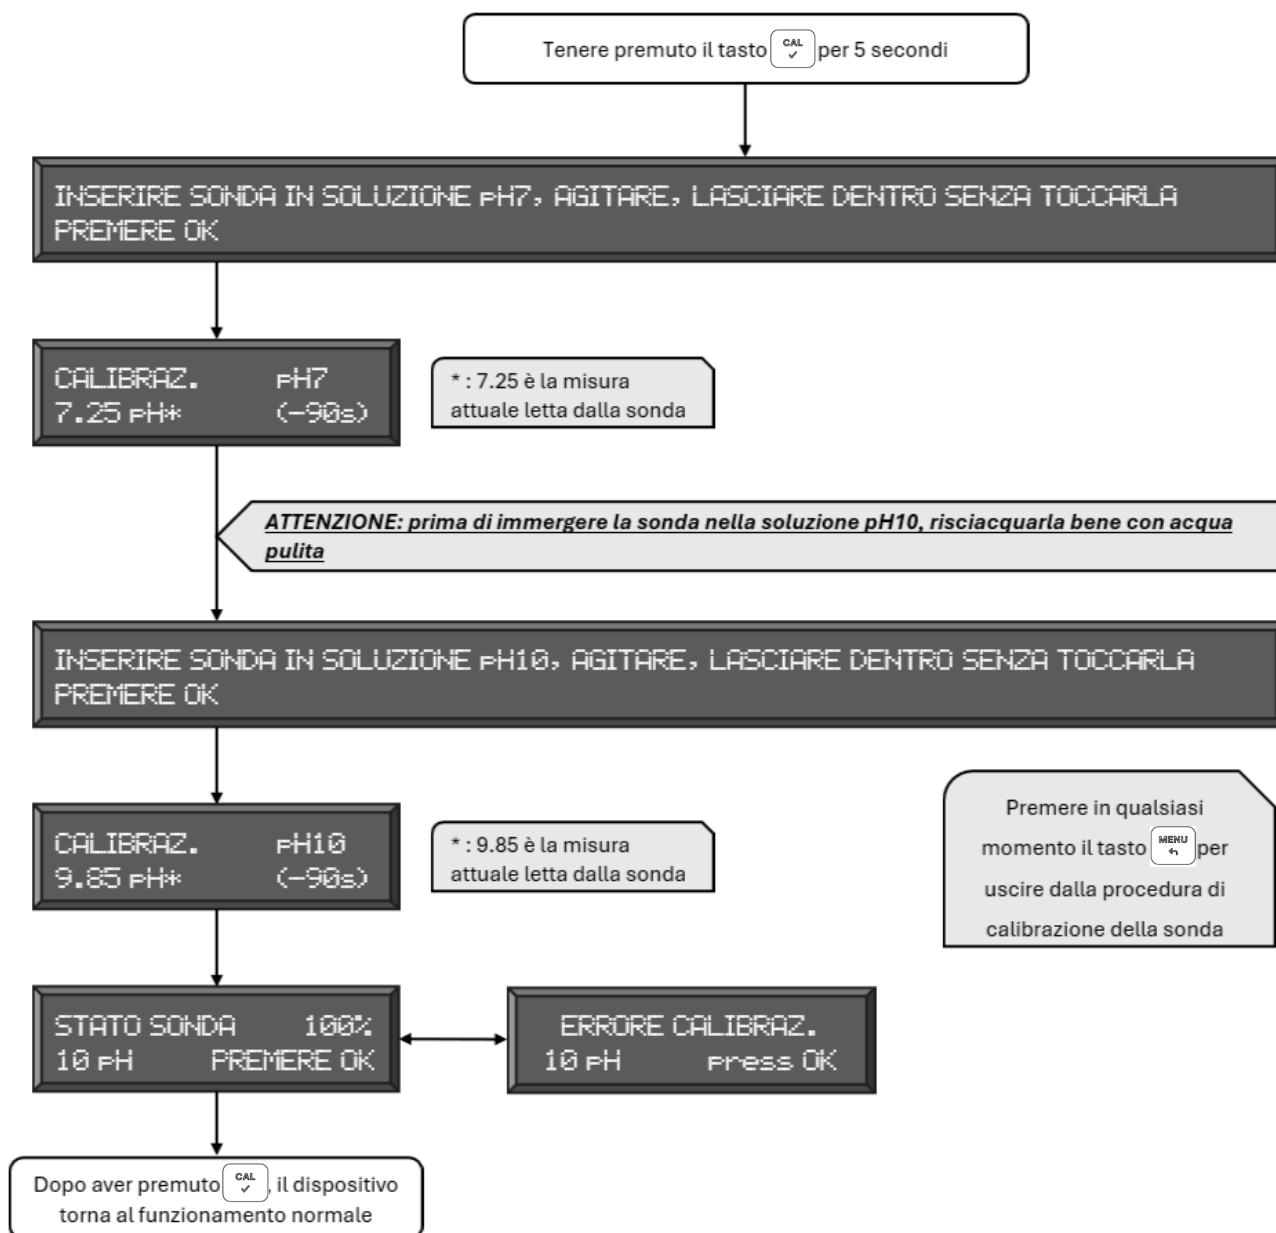 Tenere premuto il tasto CAL ✓ per 5 secondi
INSERIRE SONDA IN SOLUZIONE pH7, AGITARE, LASCIARE DENTRO SENZA TOCCARLA
PREMERE OK
CALIBRAZ. pH7
7.25 pH* (-90s)
* : 7.25 è la misura
attuale letta dalla sonda
ATTENZIONE: prima di immergere la sonda nella soluzione pH10, risciacquarla bene con acqua
pulita
INSERIRE SONDA IN SOLUZIONE pH10, AGITARE, LASCIARE DENTRO SENZA TOCCARLA
PREMERE OK
CALIBRAZ. pH10
9.85 pH* (-90s)
* : 9.85 è la misura
attuale letta dalla sonda
Premere in qualsiasi
momento il tasto MENU per
uscire dalla procedura di
calibrazione della sonda
STATO SONDA 100%
10 pH PREMERE OK
ERRORE CALIBRAZ.
10 pH press OK
Dopo aver premuto CAL ✓, il dispositivo
torna al funzionamento normale